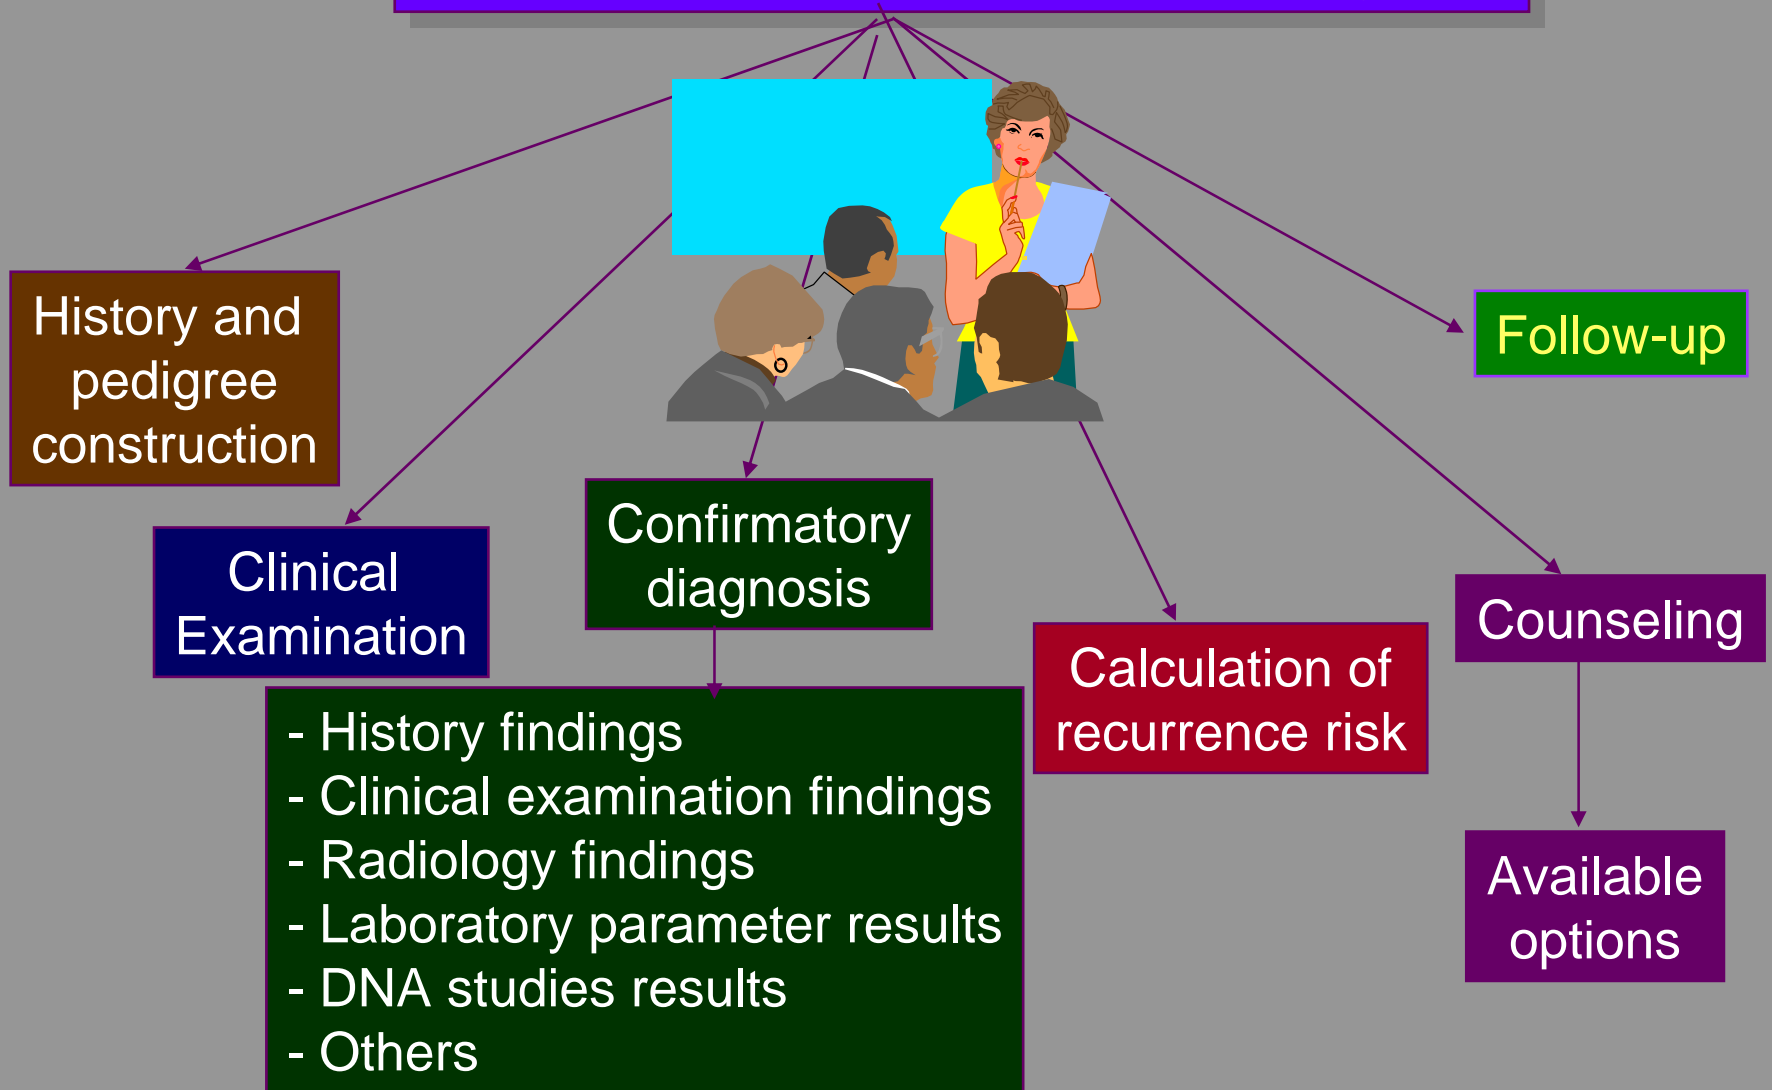 History and
pedigree
construction
Clinical
Examination
Confirmatory
diagnosis
- History findings
- Clinical examination findings
- Radiology findings
- Laboratory parameter results
- DNA studies results
- Others
Calculation of
recurrence risk
Follow-up
Counseling
Available
options